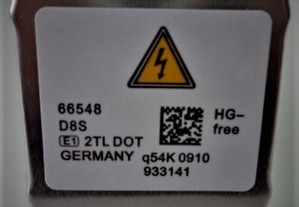 66548
D8S
HG-
free
E1 2TL DOT
GERMANY q54K 0910
933141